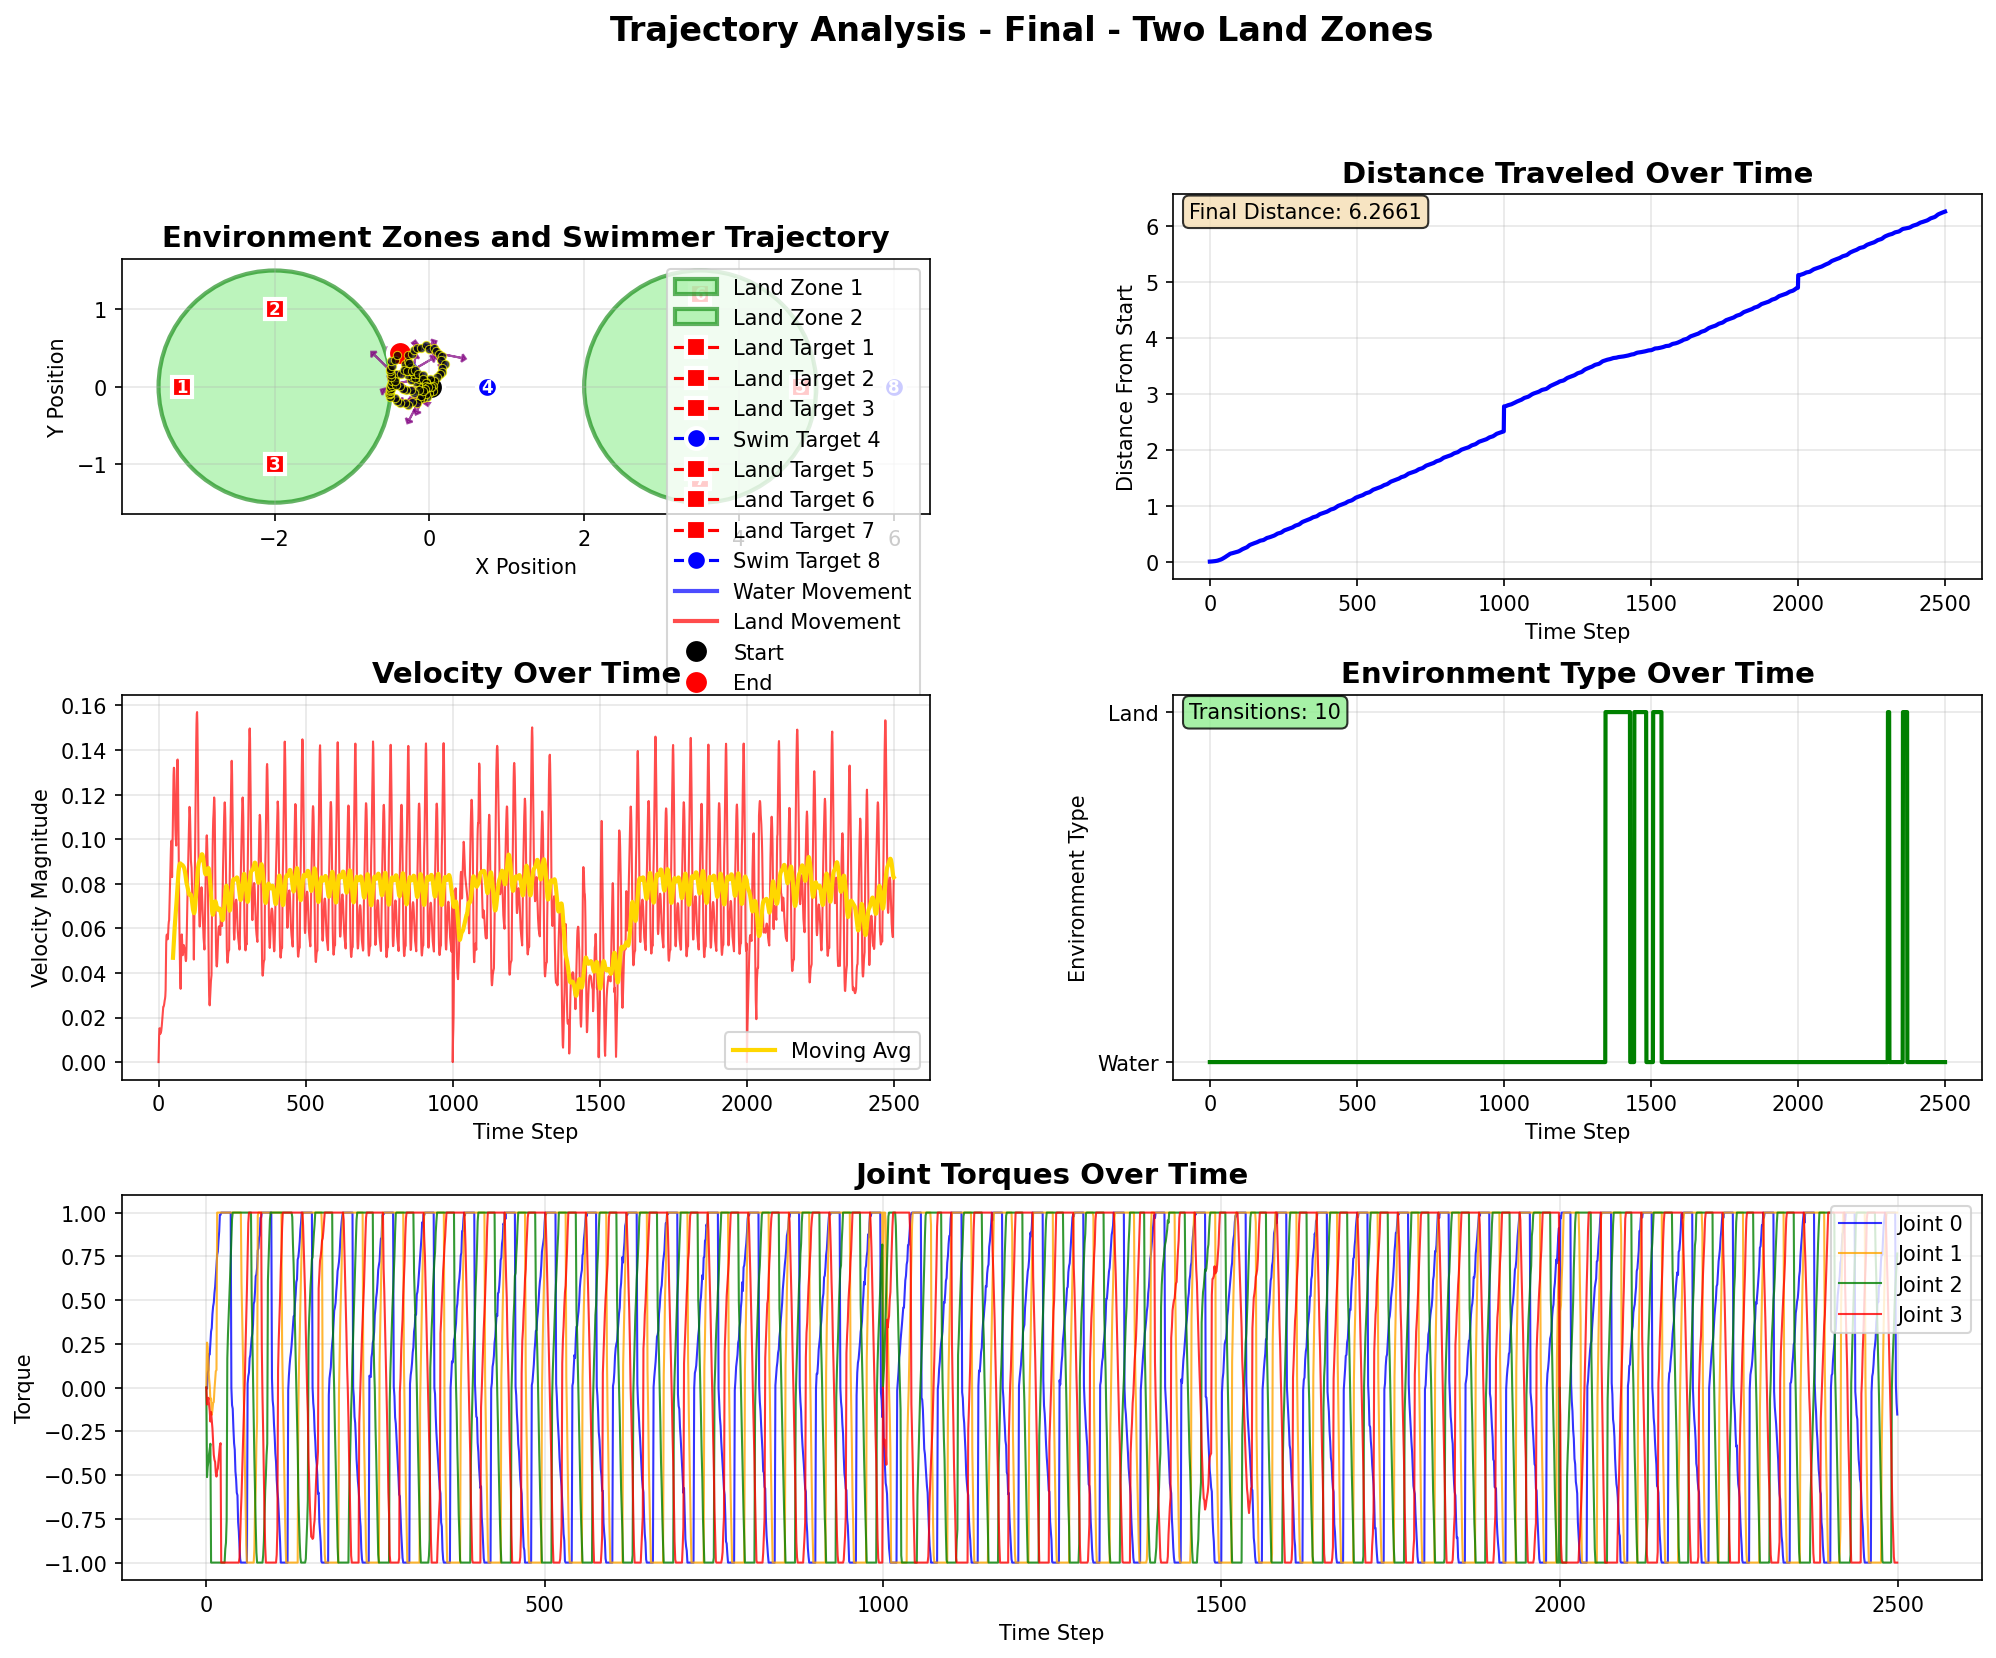 Trajectory Analysis - Final - Two Land Zones
Environment Zones and Swimmer Trajectory
Y Position
1
0
−1
1
2
3
4
5
8
−2
0
2
4
6
X Position
Land Zone 1
Land Zone 2
Land Target 1
Land Target 2
Land Target 3
Swim Target 4
Land Target 5
Land Target 6
Land Target 7
Swim Target 8
Water Movement
Land Movement
Start
End
Distance Traveled Over Time
Final Distance: 6.2661
Distance From Start
6
5
4
3
2
1
0
0
500
1000
1500
2000
2500
Time Step
Velocity Over Time
Velocity Magnitude
0.16
0.14
0.12
0.10
0.08
0.06
0.04
0.02
0.00
Moving Avg
0
500
1000
1500
2000
2500
Time Step
Environment Type Over Time
Transitions: 10
Environment Type
Land
Water
0
500
1000
1500
2000
2500
Time Step
Joint Torques Over Time
Torque
1.00
0.75
0.50
0.25
0.00
−0.25
−0.50
−0.75
−1.00
Joint 0
Joint 1
Joint 2
Joint 3
0
500
1000
1500
2000
2500
Time Step